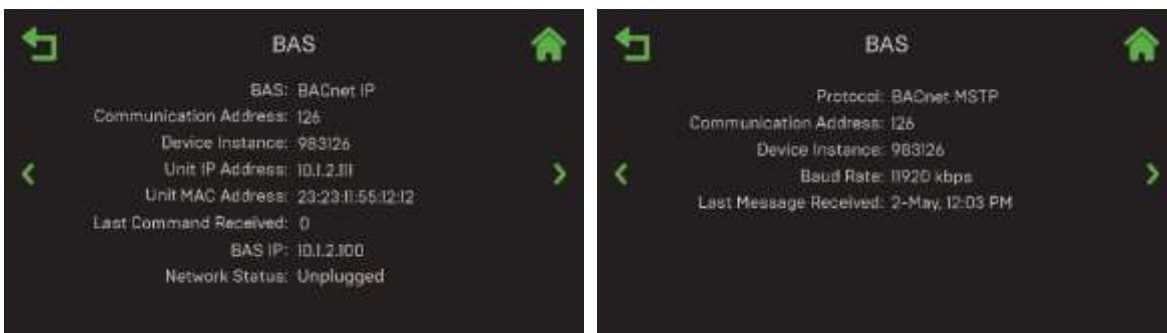 BAS
BAS: BACnet IP
Communication Address: 126
Device Instance: 983126
Unit IP Address: 10.1.2.111
Unit MAC Address: 23:23:11:55:12:12
Last Command Received: 0
BAS IP: 10.1.2.100
Network Status: Unplugged
BAS
Protocol: BACnet MSTP
Communication Address: 126
Device Instance: 983126
Baud Rate: 11920 kbps
Last Message Received: 2-May, 12:03 PM